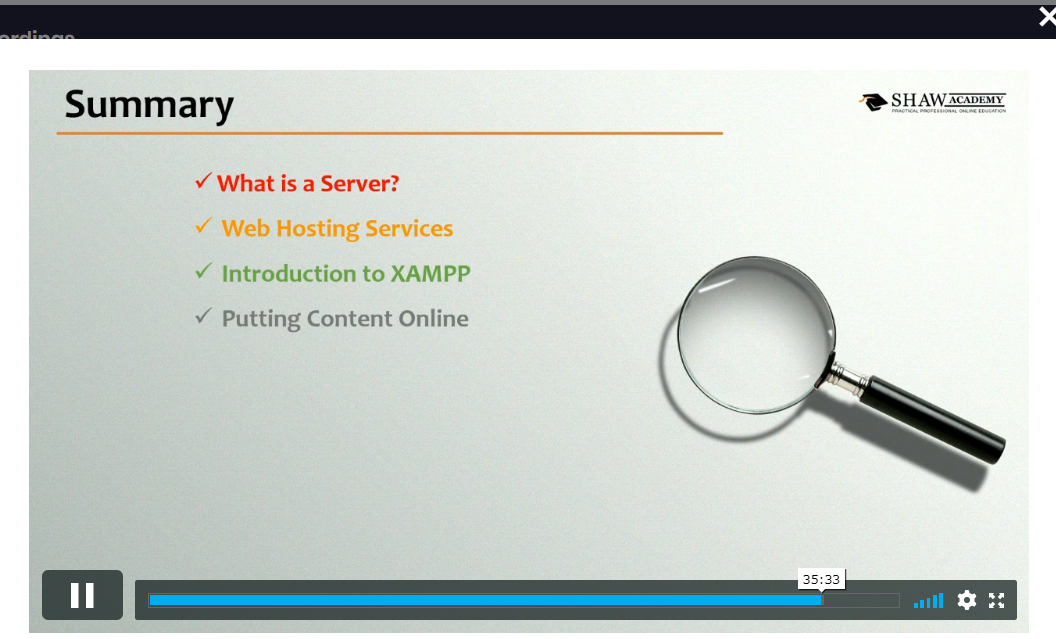 ordings
Summary
SHAW ACADEMY
PRACTICAL PROFESSIONAL ONLINE EDUCATION
✓ What is a Server?
✓ Web Hosting Services
✓ Introduction to XAMPP
✓ Putting Content Online
35:33